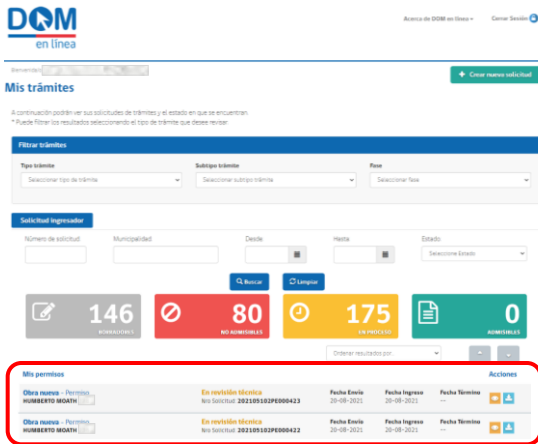 DOM
en línea
Acerca de DOM en línea
Cerrar Sesión
Bienvenido
+ Crear nueva solicitud
Mis trámites
A continuación podrán ver sus solicitudes de trámites y el estado en que se encuentran.
* Puede filtrar los resultados seleccionando el tipo de trámite que desee revisar.
Filtrar trámites
Tipo trámite Subtipo trámite Fase
Seleccionar tipo de trámite Seleccionar subtipo trámite Seleccionar fase
Solicitud ingresador
Número de solicitud Municipalidad Desde Hasta Estado
Seleccione Estado
Buscar Limpiar
146 80 175 0
BORRADORES NO ADMISIBLES EN PROCESO ADMISIBLES
Ordenar resultados por..
Mis permisos Acciones
Obra nueva - Permiso En revisión técnica Fecha Envío Fecha Ingreso Fecha Término
HUMBERTO MOATH Nro Solicitud: 202105102PE000423 20-08-2021 20-08-2021 --
Obra nueva - Permiso En revisión técnica Fecha Envío Fecha Ingreso Fecha Término
HUMBERTO MOATH Nro Solicitud: 202105102PE000422 20-08-2021 20-08-2021 --